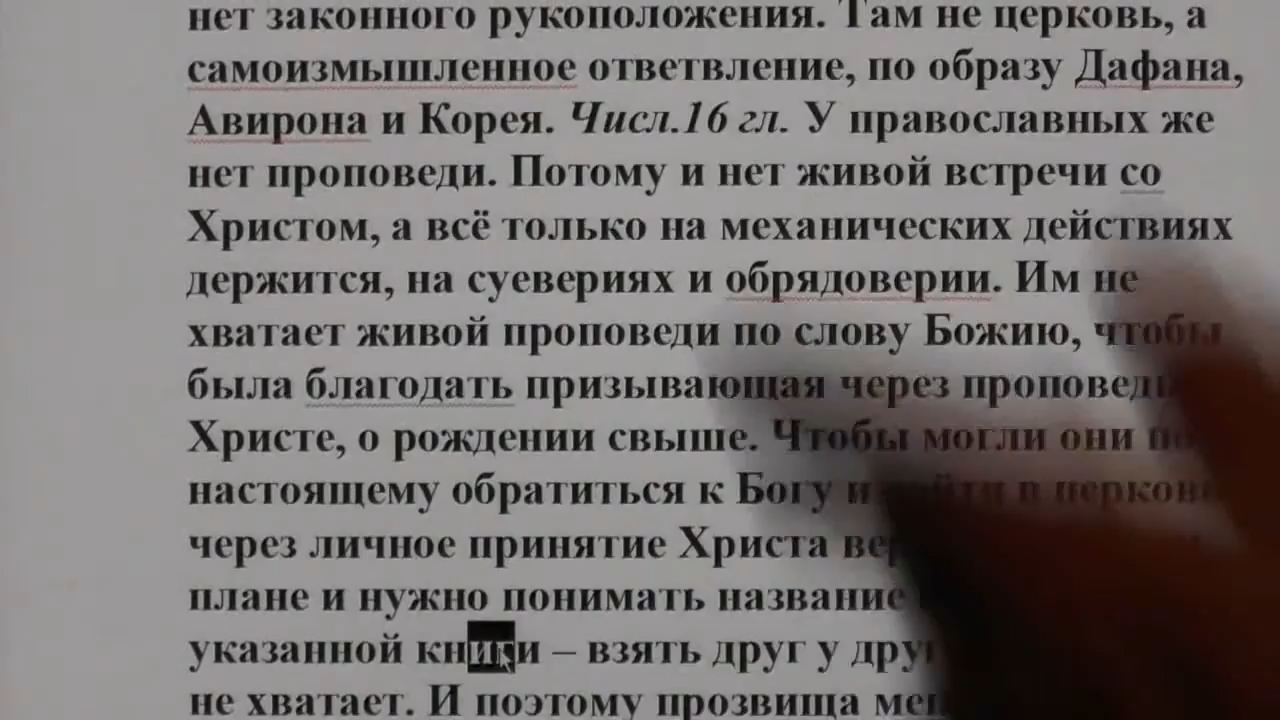 нет законного рукоположения. Там не церковь, а
самоизмышленное ответвление, по образу Дафана,
Авирона и Корея. Числ.16 гл. У православных же
нет проповеди. Потому и нет живой встречи со
Христом, а всё только на механических действиях
держится, на суевериях и обрядоверии. Им не
хватает живой проповеди по слову Божию, чтобы
была благодать призывающая через проповедь
Христе, о рождении свыше. Чтобы могли они
настоящему обратиться к Богу и в церковь
через личное принятие Христа
плане и нужно понимать название
указанной книги – взять друг у
не хватает. И поэтому прозвища